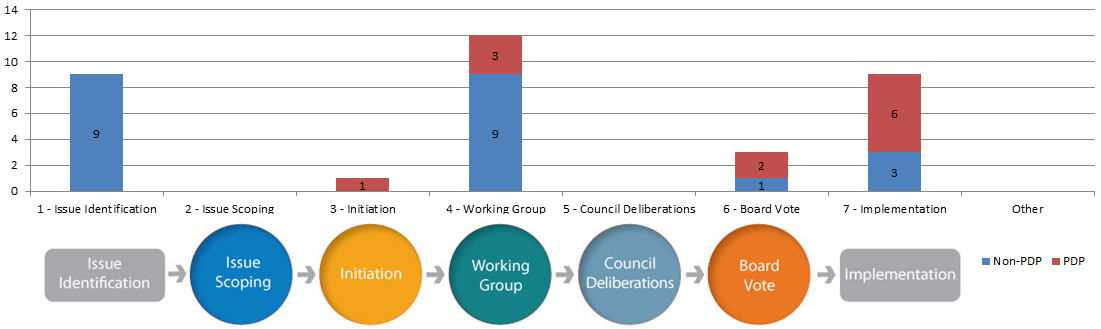 14
12
10
8
6
4
2
0
9
1
3
9
2
1
6
3
1 - Issue Identification
2 - Issue Scoping
3 - Initiation
4 - Working Group
5 - Council Deliberations
6 - Board Vote
7 - Implementation
Other
Issue
Identification
Issue
Scoping
Initiation
Working
Group
Council
Deliberations
Board
Vote
Implementation
Non-PDP
PDP